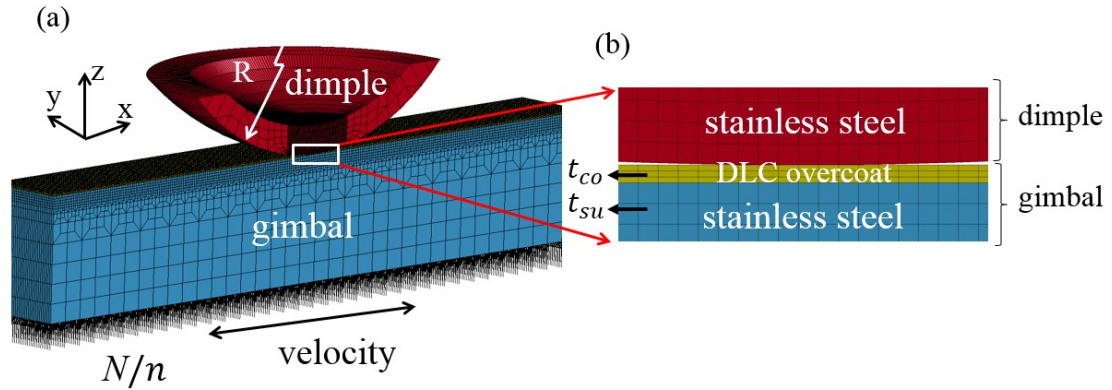 (a)
z
y
x
R
dimple
gimbal
velocity
N/n
(b)
stainless steel
dimple
t_co
DLC overcoat
t_su
stainless steel
gimbal